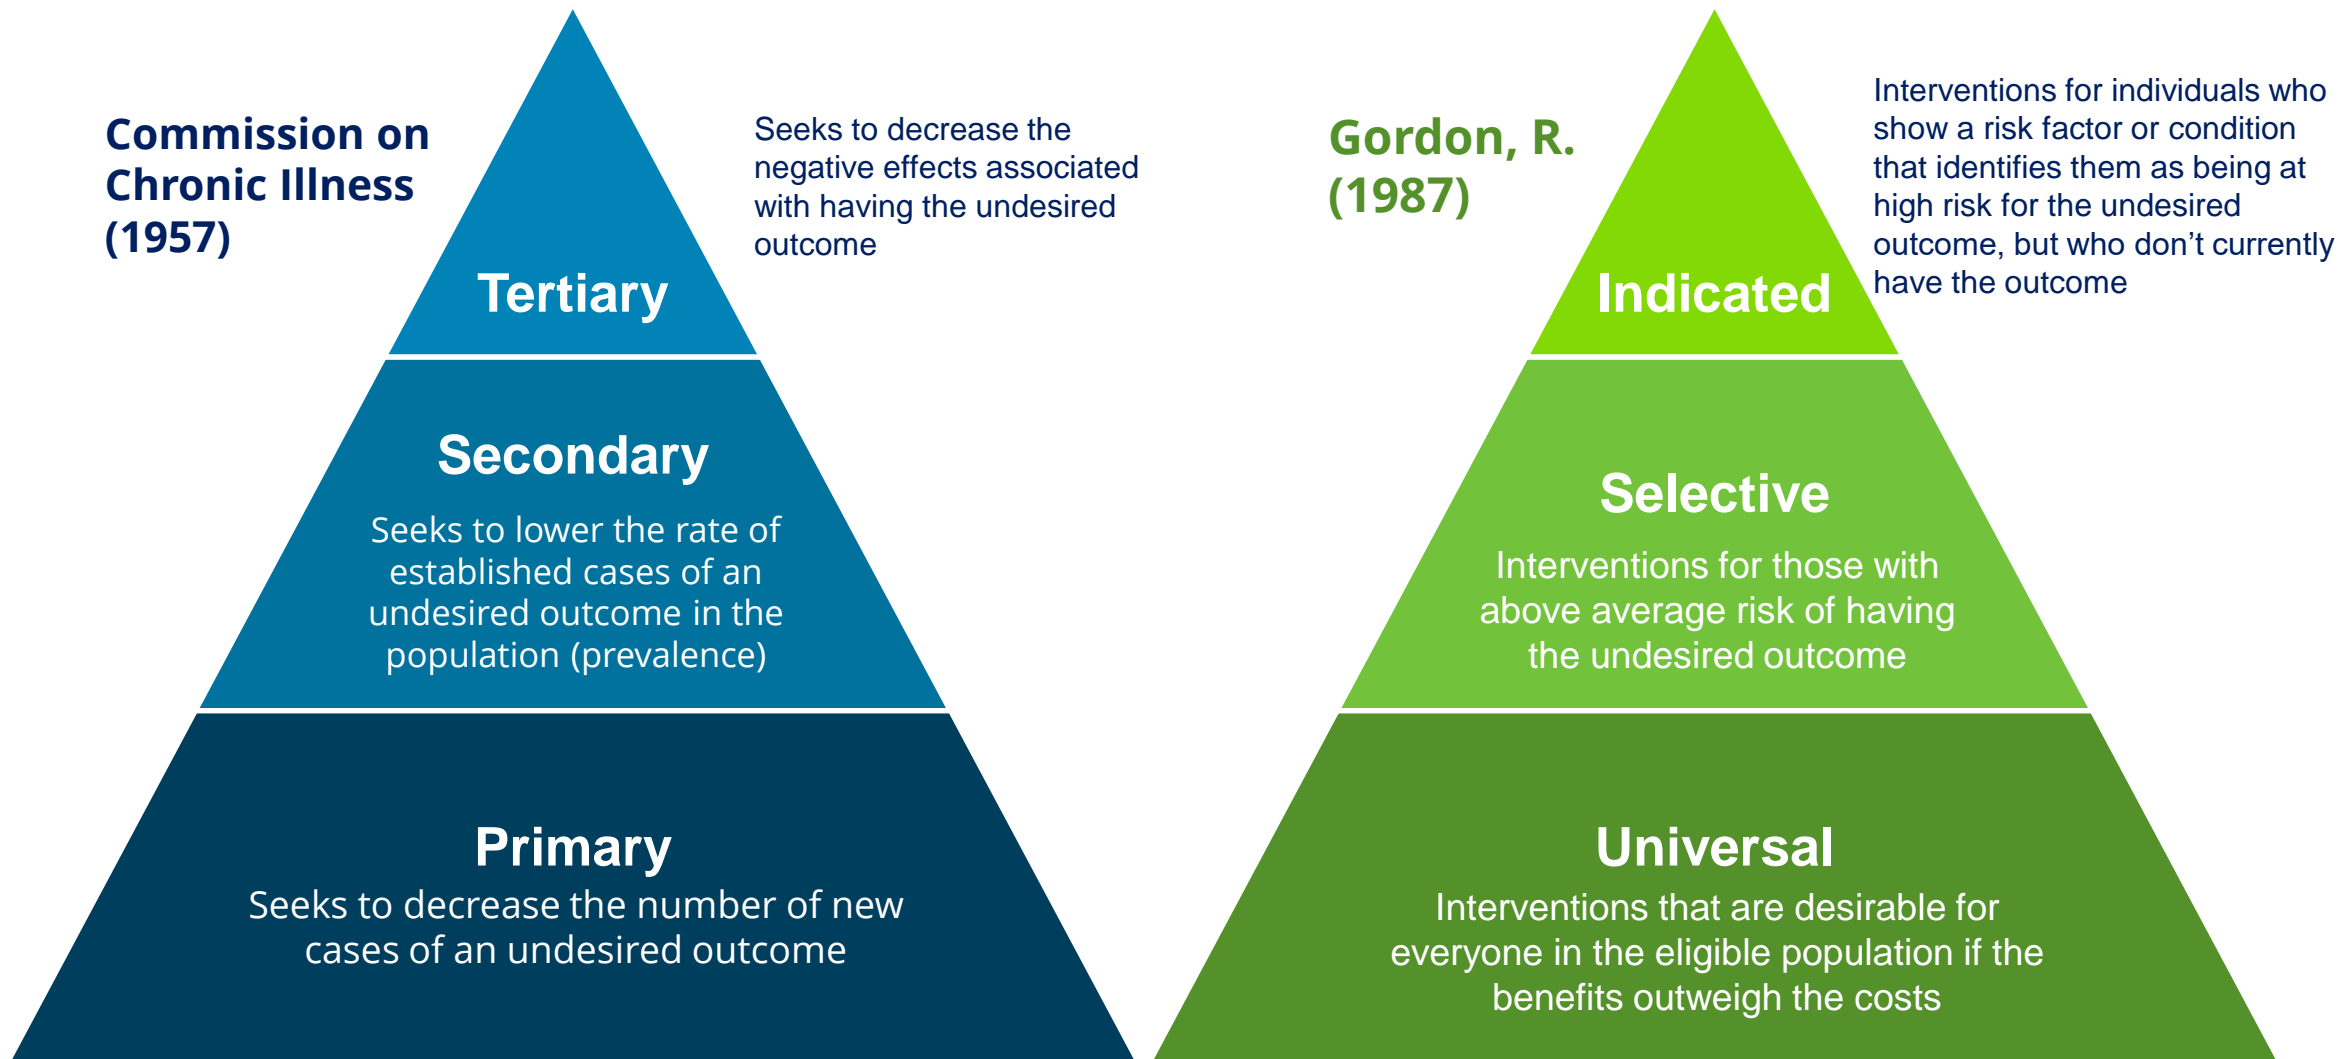 Commission on
Chronic Illness
(1957)
Seeks to decrease the
negative effects associated
with having the undesired
outcome
Tertiary
Secondary
Seeks to lower the rate of
established cases of an
undesired outcome in the
population (prevalence)
Primary
Seeks to decrease the number of new
cases of an undesired outcome
Gordon, R.
(1987)
Interventions for individuals who
show a risk factor or condition
that identifies them as being at
high risk for the undesired
outcome, but who don’t currently
have the outcome
Indicated
Selective
Interventions for those with
above average risk of having
the undesired outcome
Universal
Interventions that are desirable for
everyone in the eligible population if the
benefits outweigh the costs